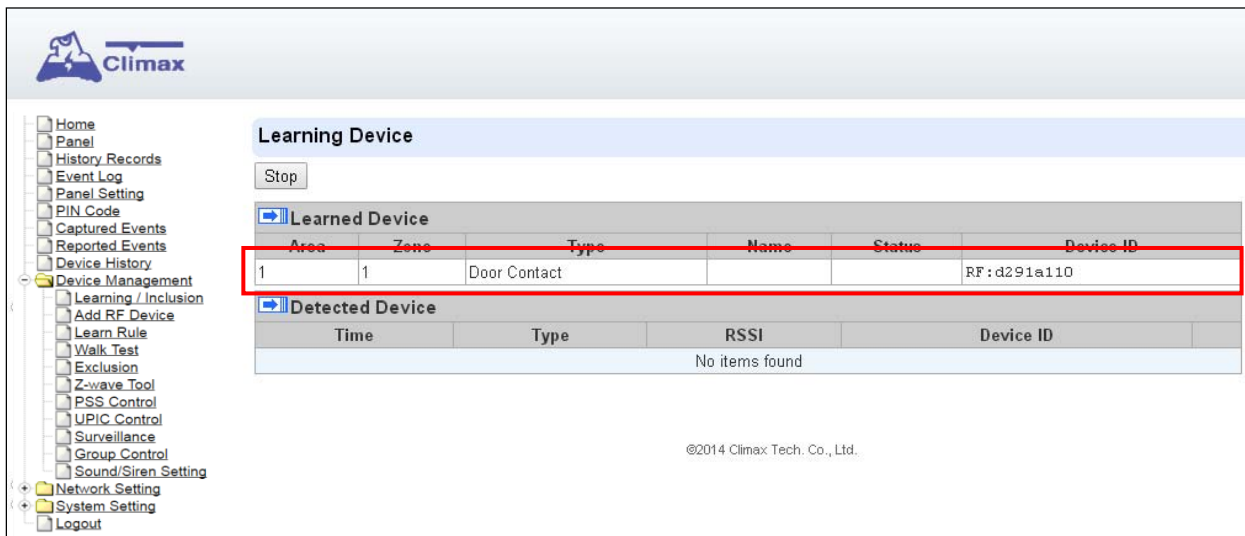 Climax
Home
Panel
History Records
Event Log
Panel Setting
PIN Code
Captured Events
Reported Events
Device History
Device Management
Learning / Inclusion
Add RF Device
Learn Rule
Walk Test
Exclusion
Z-wave Tool
PSS Control
UPIC Control
Surveillance
Group Control
Sound/Siren Setting
Network Setting
System Setting
Logout
Learning Device
Stop
Learned Device
Area Zone Type Name Status Device ID
1 1 Door Contact RF:d291a110
Detected Device
Time Type RSSI Device ID
No items found
©2014 Climax Tech. Co., Ltd.